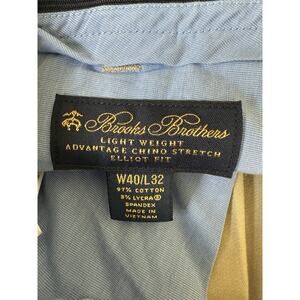 Brooks Brothers
LIGHT WEIGHT
ADVANTAGE CHINO STRETCH
ELLIOT FIT
W40/L32
97% COTTON
3% LYCRA®
SPANDEX
MADE IN
VIETNAM